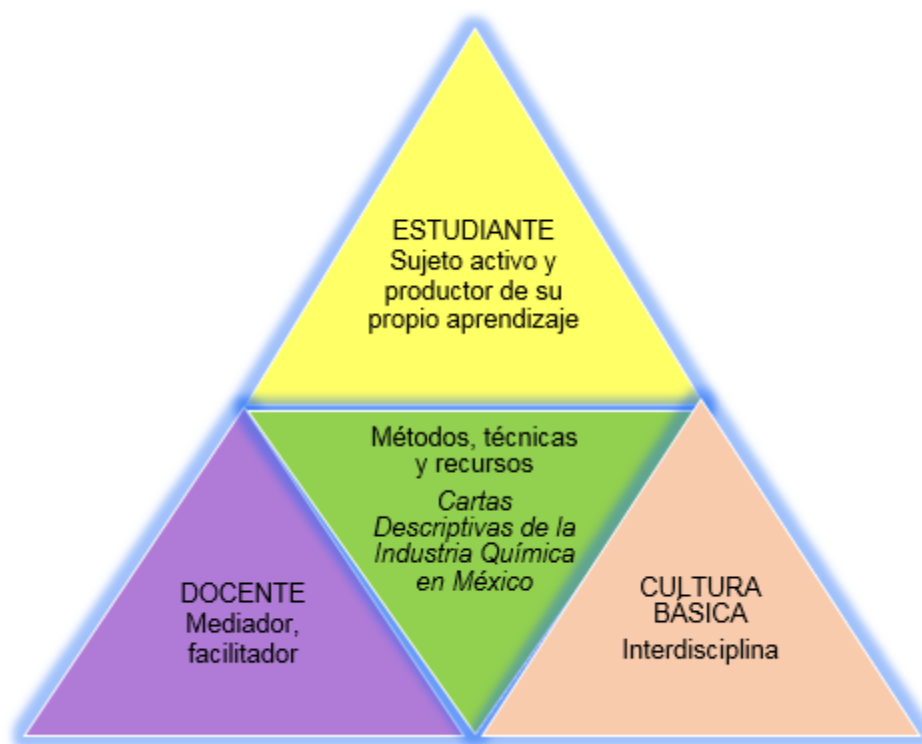 ESTUDIANTE
Sujeto activo y
productor de su
propio aprendizaje
Métodos, técnicas
y recursos
Cartas
Descriptivas de la
Industria Química
en México
DOCENTE
Mediador,
facilitador
CULTURA
BÁSICA
Interdisciplina